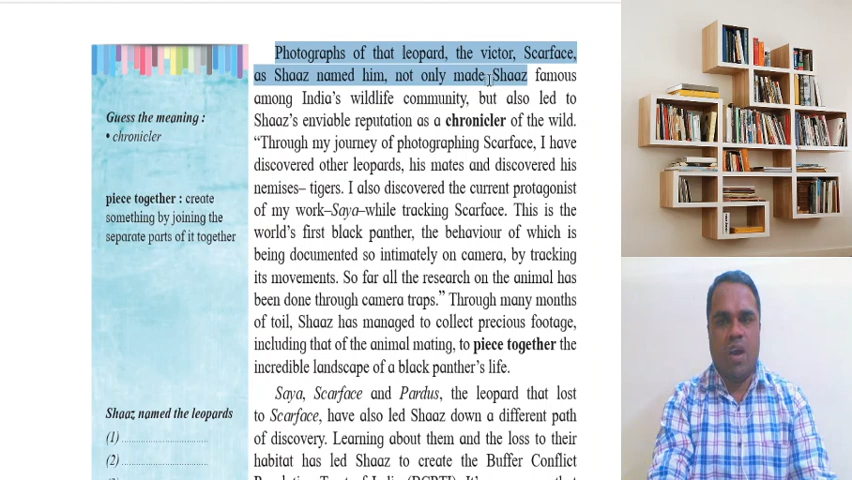 Photographs of that leopard, the victor, Scarface,
as Shaaz named him, not only made Shaaz famous
among India's wildlife community, but also led to
Shaaz's enviable reputation as a chronicler of the wild.
"Through my journey of photographing Scarface, I have
discovered other leopards, his mates and discovered his
nemises– tigers. I also discovered the current protagonist
of my work–Saya–while tracking Scarface. This is the
world's first black panther, the behaviour of which is
being documented so intimately on camera, by tracking
its movements. So far all the research on the animal has
been done through camera traps." Through many months
of toil, Shaaz has managed to collect precious footage,
including that of the animal mating, to piece together the
incredible landscape of a black panther's life.
Saya, Scarface and Pardus, the leopard that lost
to Scarface, have also led Shaaz down a different path
of discovery. Learning about them and the loss to their
habitat has led Shaaz to create the Buffer Conflict
Guess the meaning :
• chronicler
piece together : create
something by joining the
separate parts of it together
Shaaz named the leopards
(1) ..............................
(2) ..............................